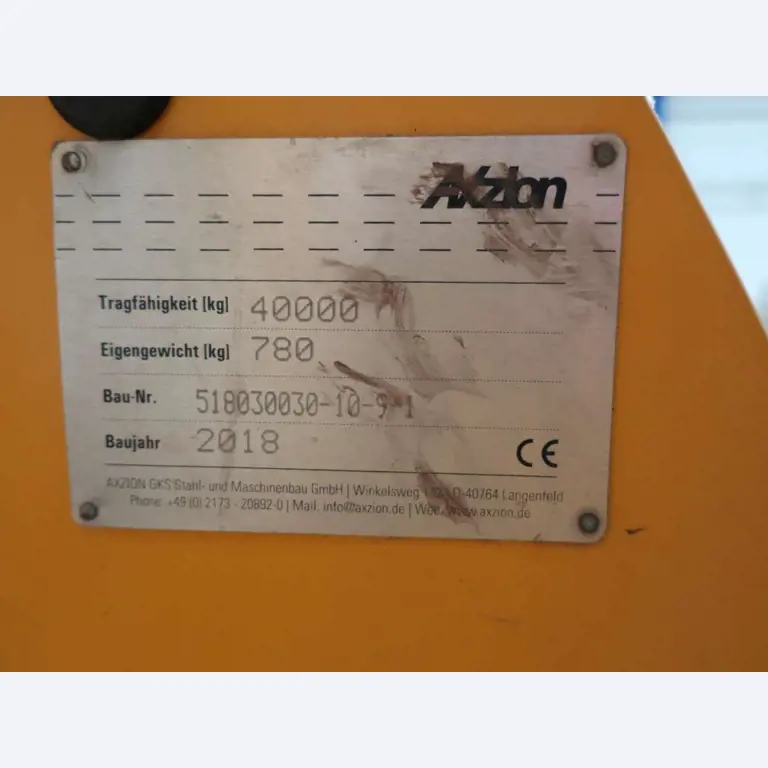 Axzion
Tragfähigkeit [kg] 40000
Eigengewicht [kg] 780
Bau-Nr. 518030030-10-9-1
Baujahr 2018
CE
AXZION GKS Stahl- und Maschinenbau GmbH | Winkelsweg D-40764 Langenfeld
Phone: +49 (0) 2173 - 20892-0 | Mail. info@axzion.de | www.axzion.de